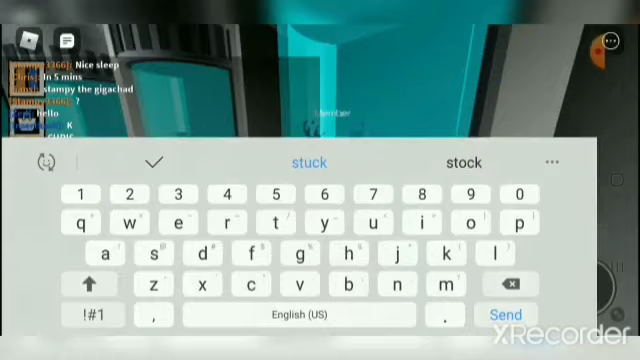 Nice sleep
In 5 mins
stampy the gigachad
?
hello
K
Member
stuck stock
1 2 3 4 5 6 7 8 9 0
q w e r t y u i o p
a s d f g h j k l
z x c v b n m
!#1 , English (US) . Send
XRecorder